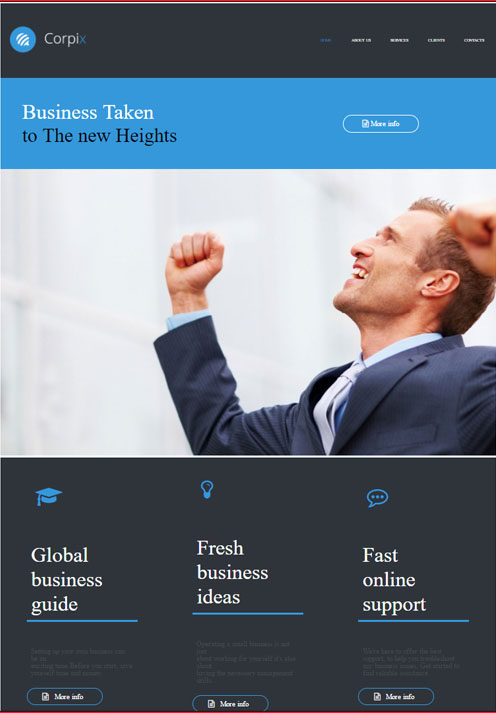 Corpix
HOME
ABOUT US
SERVICES
CLIENTS
CONTACTS
Business Taken
to The new Heights
More info
Global
business
guide
Fresh
business
ideas
Fast
online
support
Setting up your own business can
be an
exciting time. Before you start, save
yourself time and money.
Operating a small business is not
just
about working for yourself it's also
about
having the necessary management
skills.
We're here to offer the best
support, to help you troubleshoot
any business issues. Get started to
find reliable assistance.
More info
More info
More info